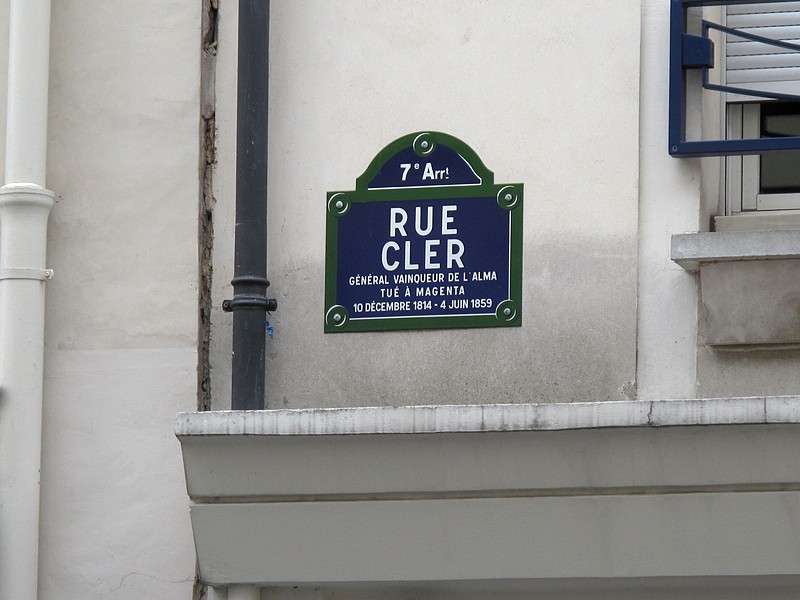 7e Arrt
RUE
CLER
GÉNÉRAL VAINQUEUR DE L'ALMA
TUÉ À MAGENTA
10 DÉCEMBRE 1814 - 4 JUIN 1859